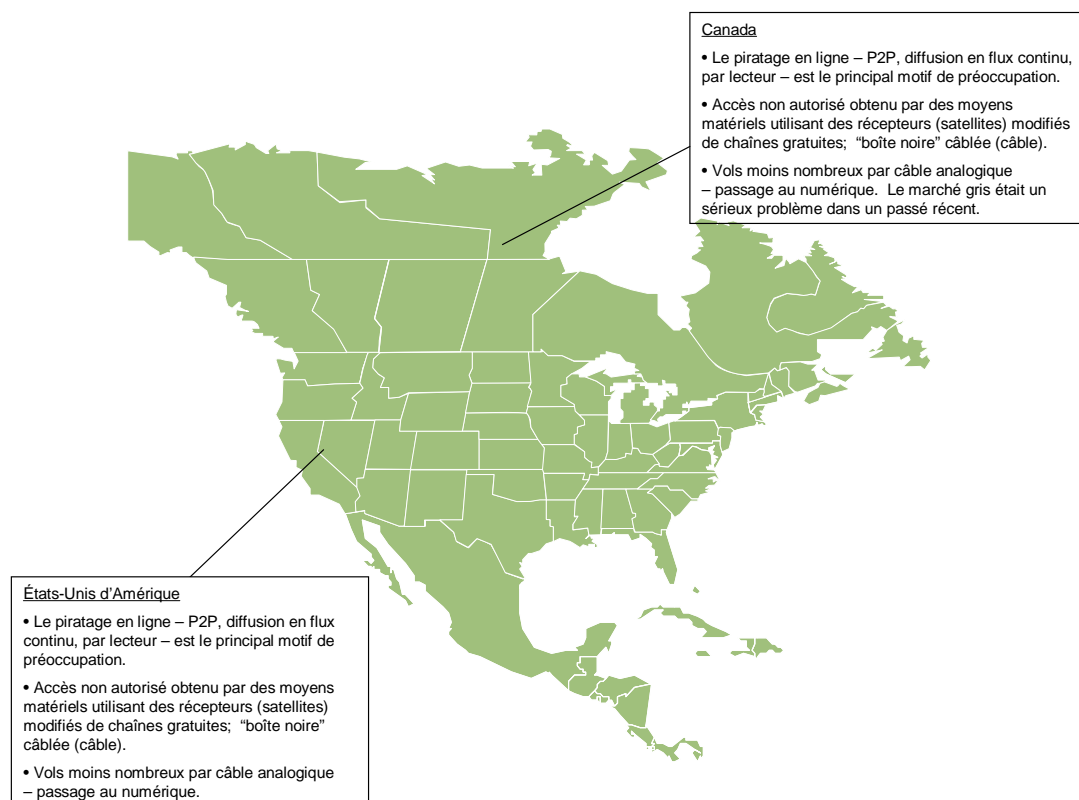 Canada
• Le piratage en ligne – P2P, diffusion en flux continu,
par lecteur – est le principal motif de préoccupation.
• Accès non autorisé obtenu par des moyens
matériels utilisant des récepteurs (satellites) modifiés
de chaînes gratuites;  “boîte noire” câblée (câble).
• Vols moins nombreux par câble analogique
– passage au numérique.  Le marché gris était un
sérieux problème dans un passé récent.
États-Unis d’Amérique
• Le piratage en ligne – P2P, diffusion en flux
continu, par lecteur – est le principal motif de
préoccupation.
• Accès non autorisé obtenu par des moyens
matériels utilisant des récepteurs (satellites)
modifiés de chaînes gratuites;  “boîte noire”
câblée (câble).
• Vols moins nombreux par câble analogique
– passage au numérique.